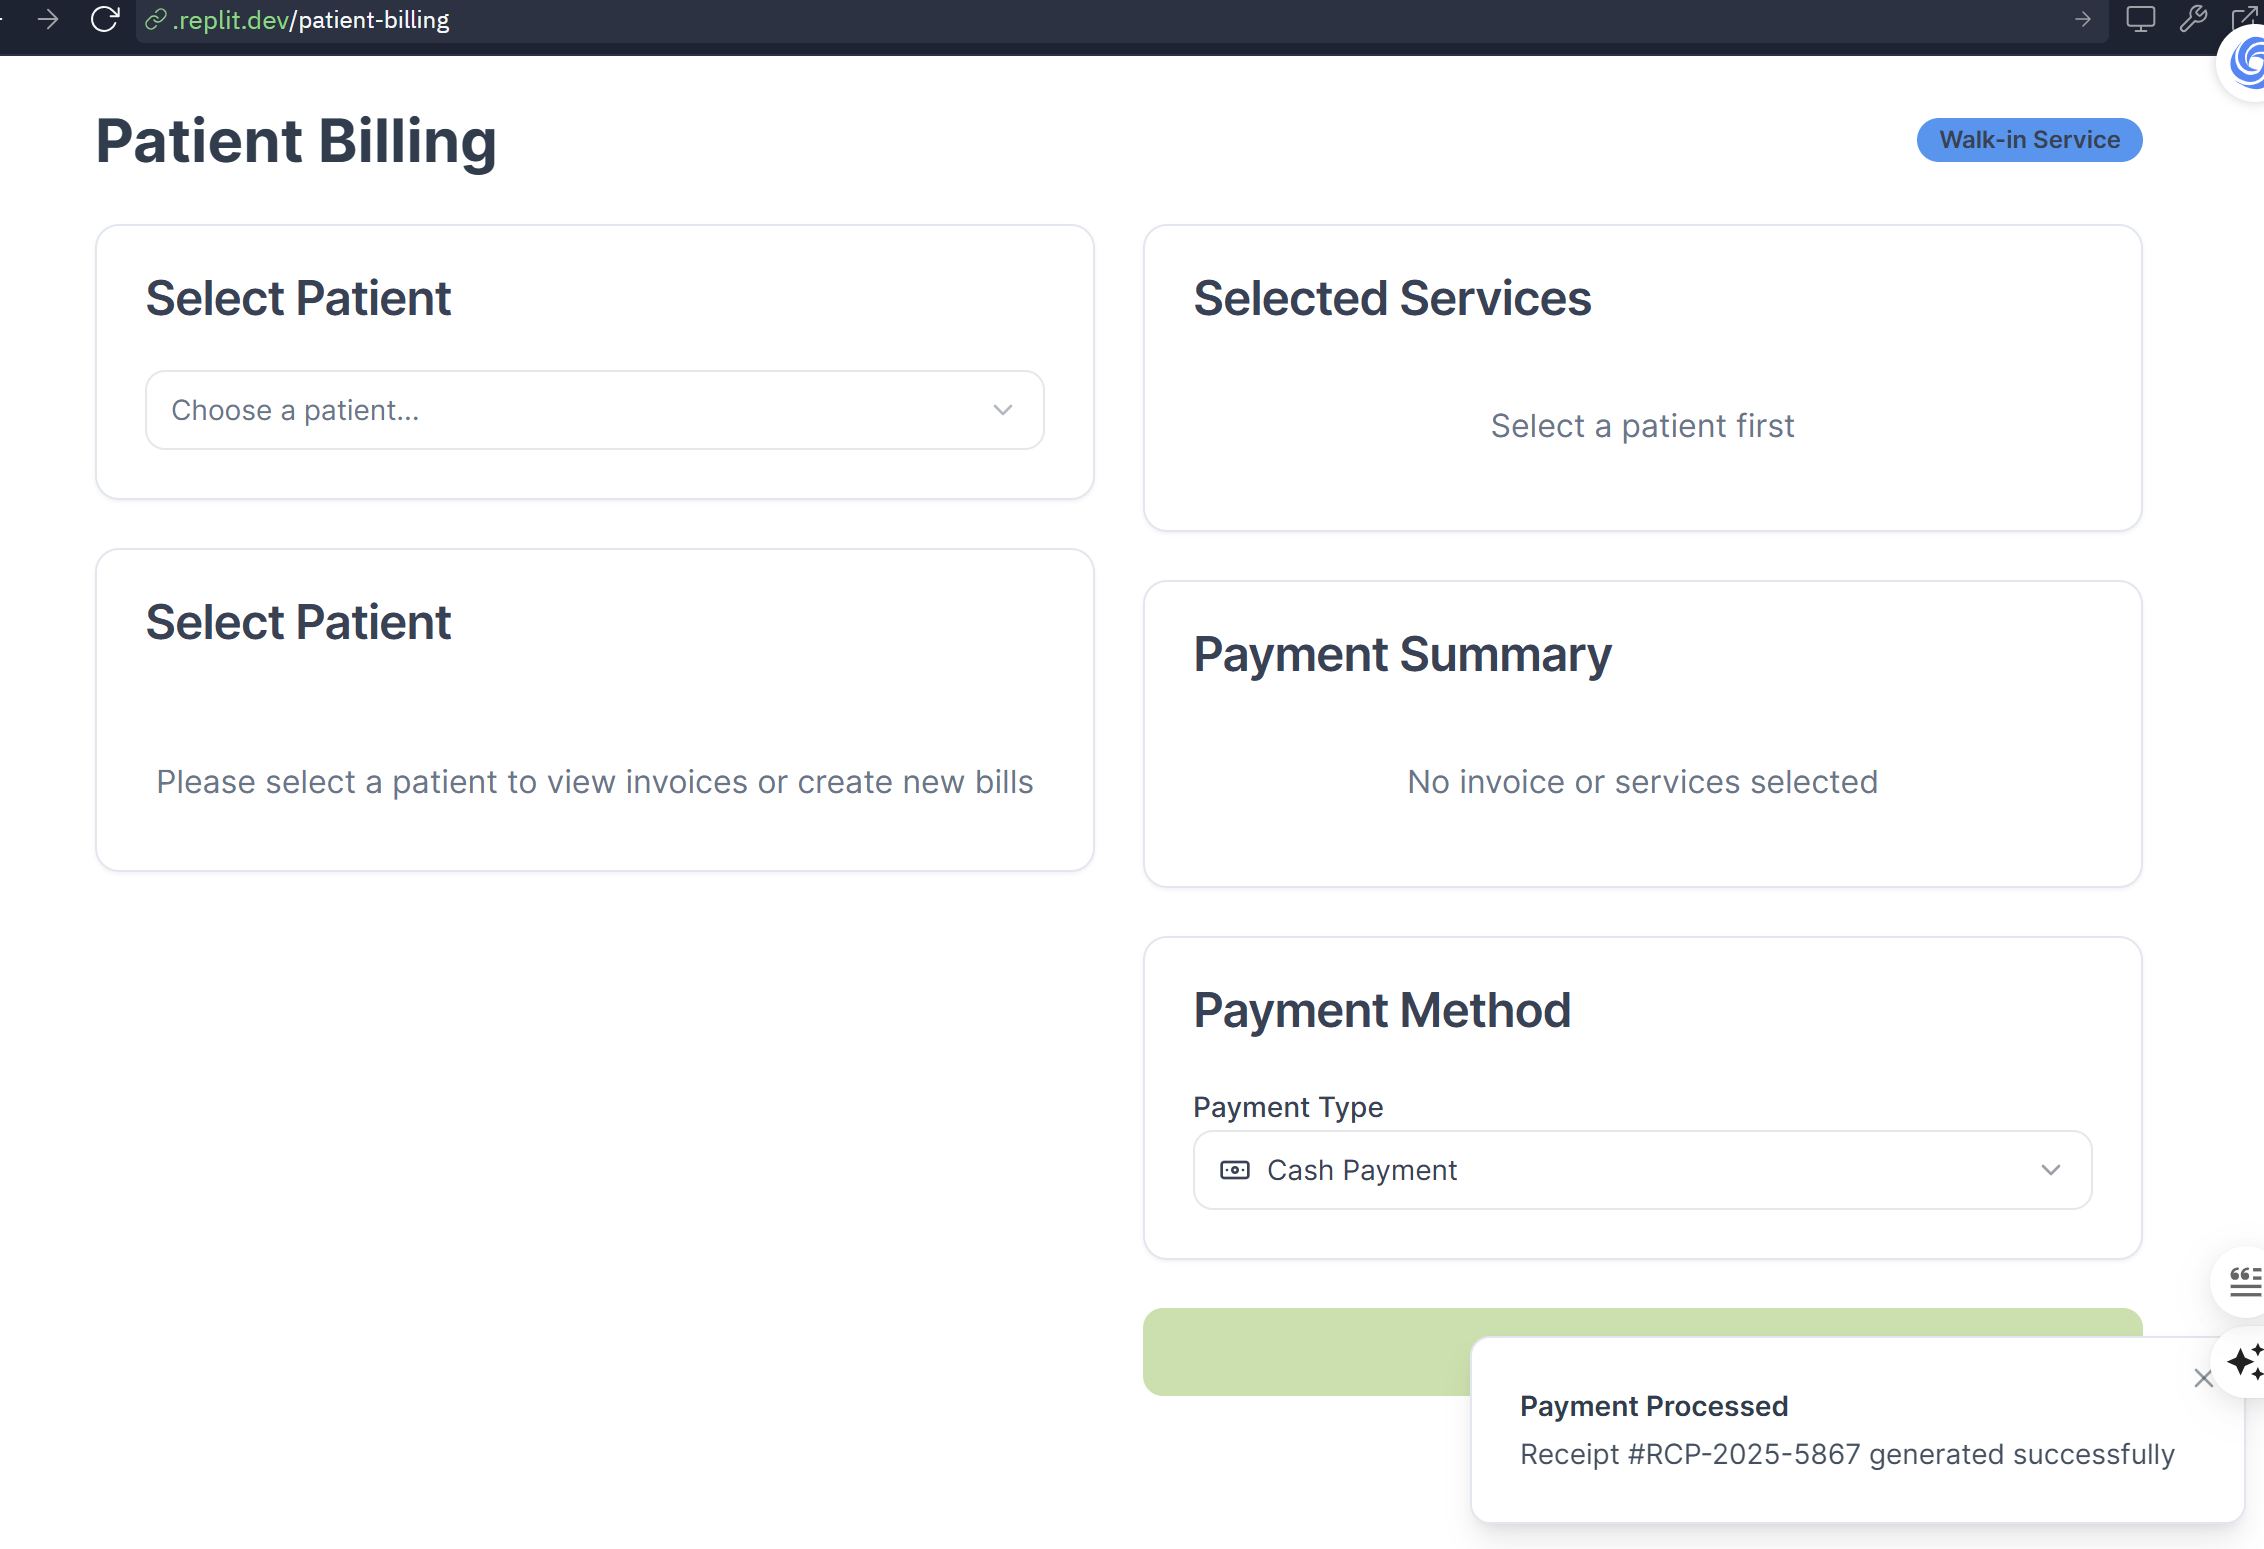 .replit.dev/patient-billing
Patient Billing
Walk-in Service
Select Patient
Choose a patient...
Select Patient
Please select a patient to view invoices or create new bills
Selected Services
Select a patient first
Payment Summary
No invoice or services selected
Payment Method
Payment Type
Cash Payment
Payment Processed
Receipt #RCP-2025-5867 generated successfully